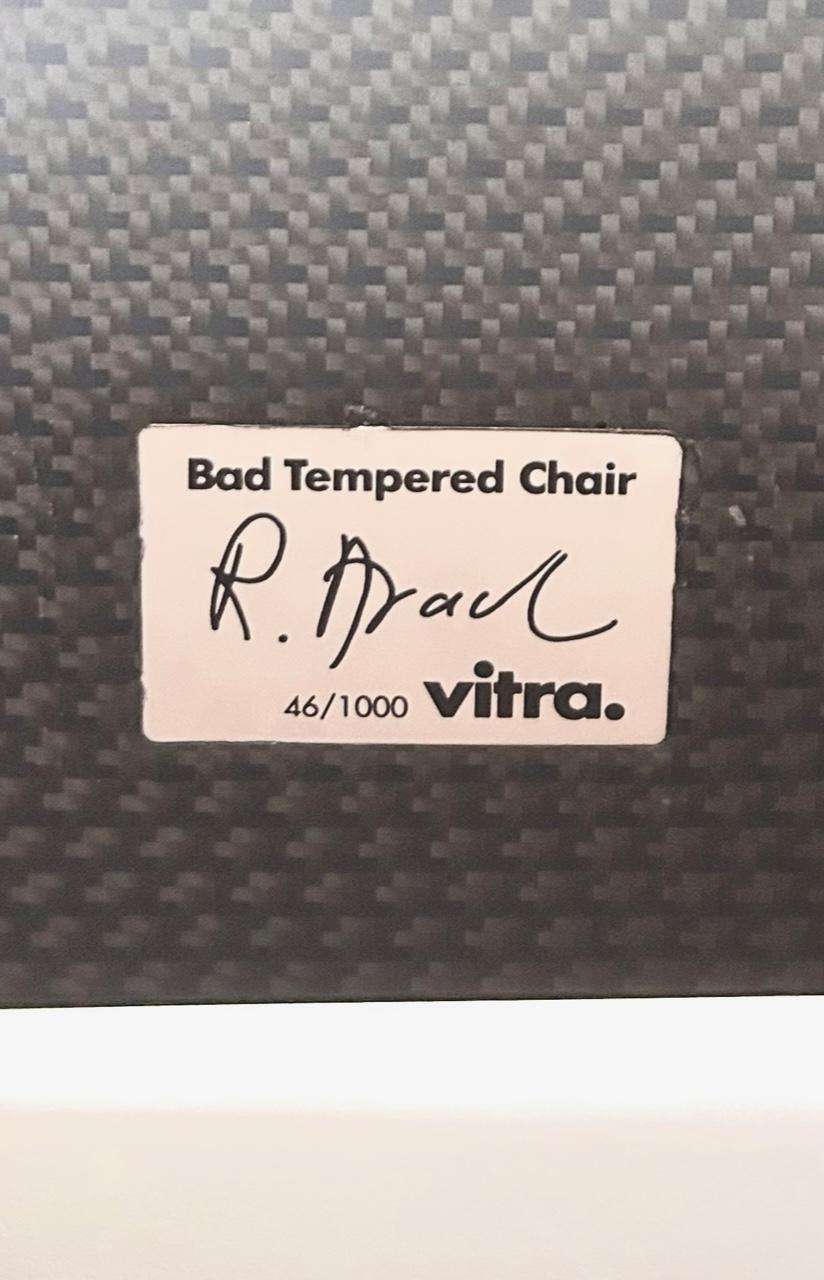 Bad Tempered Chair
R. Arad
46/1000 vitra.